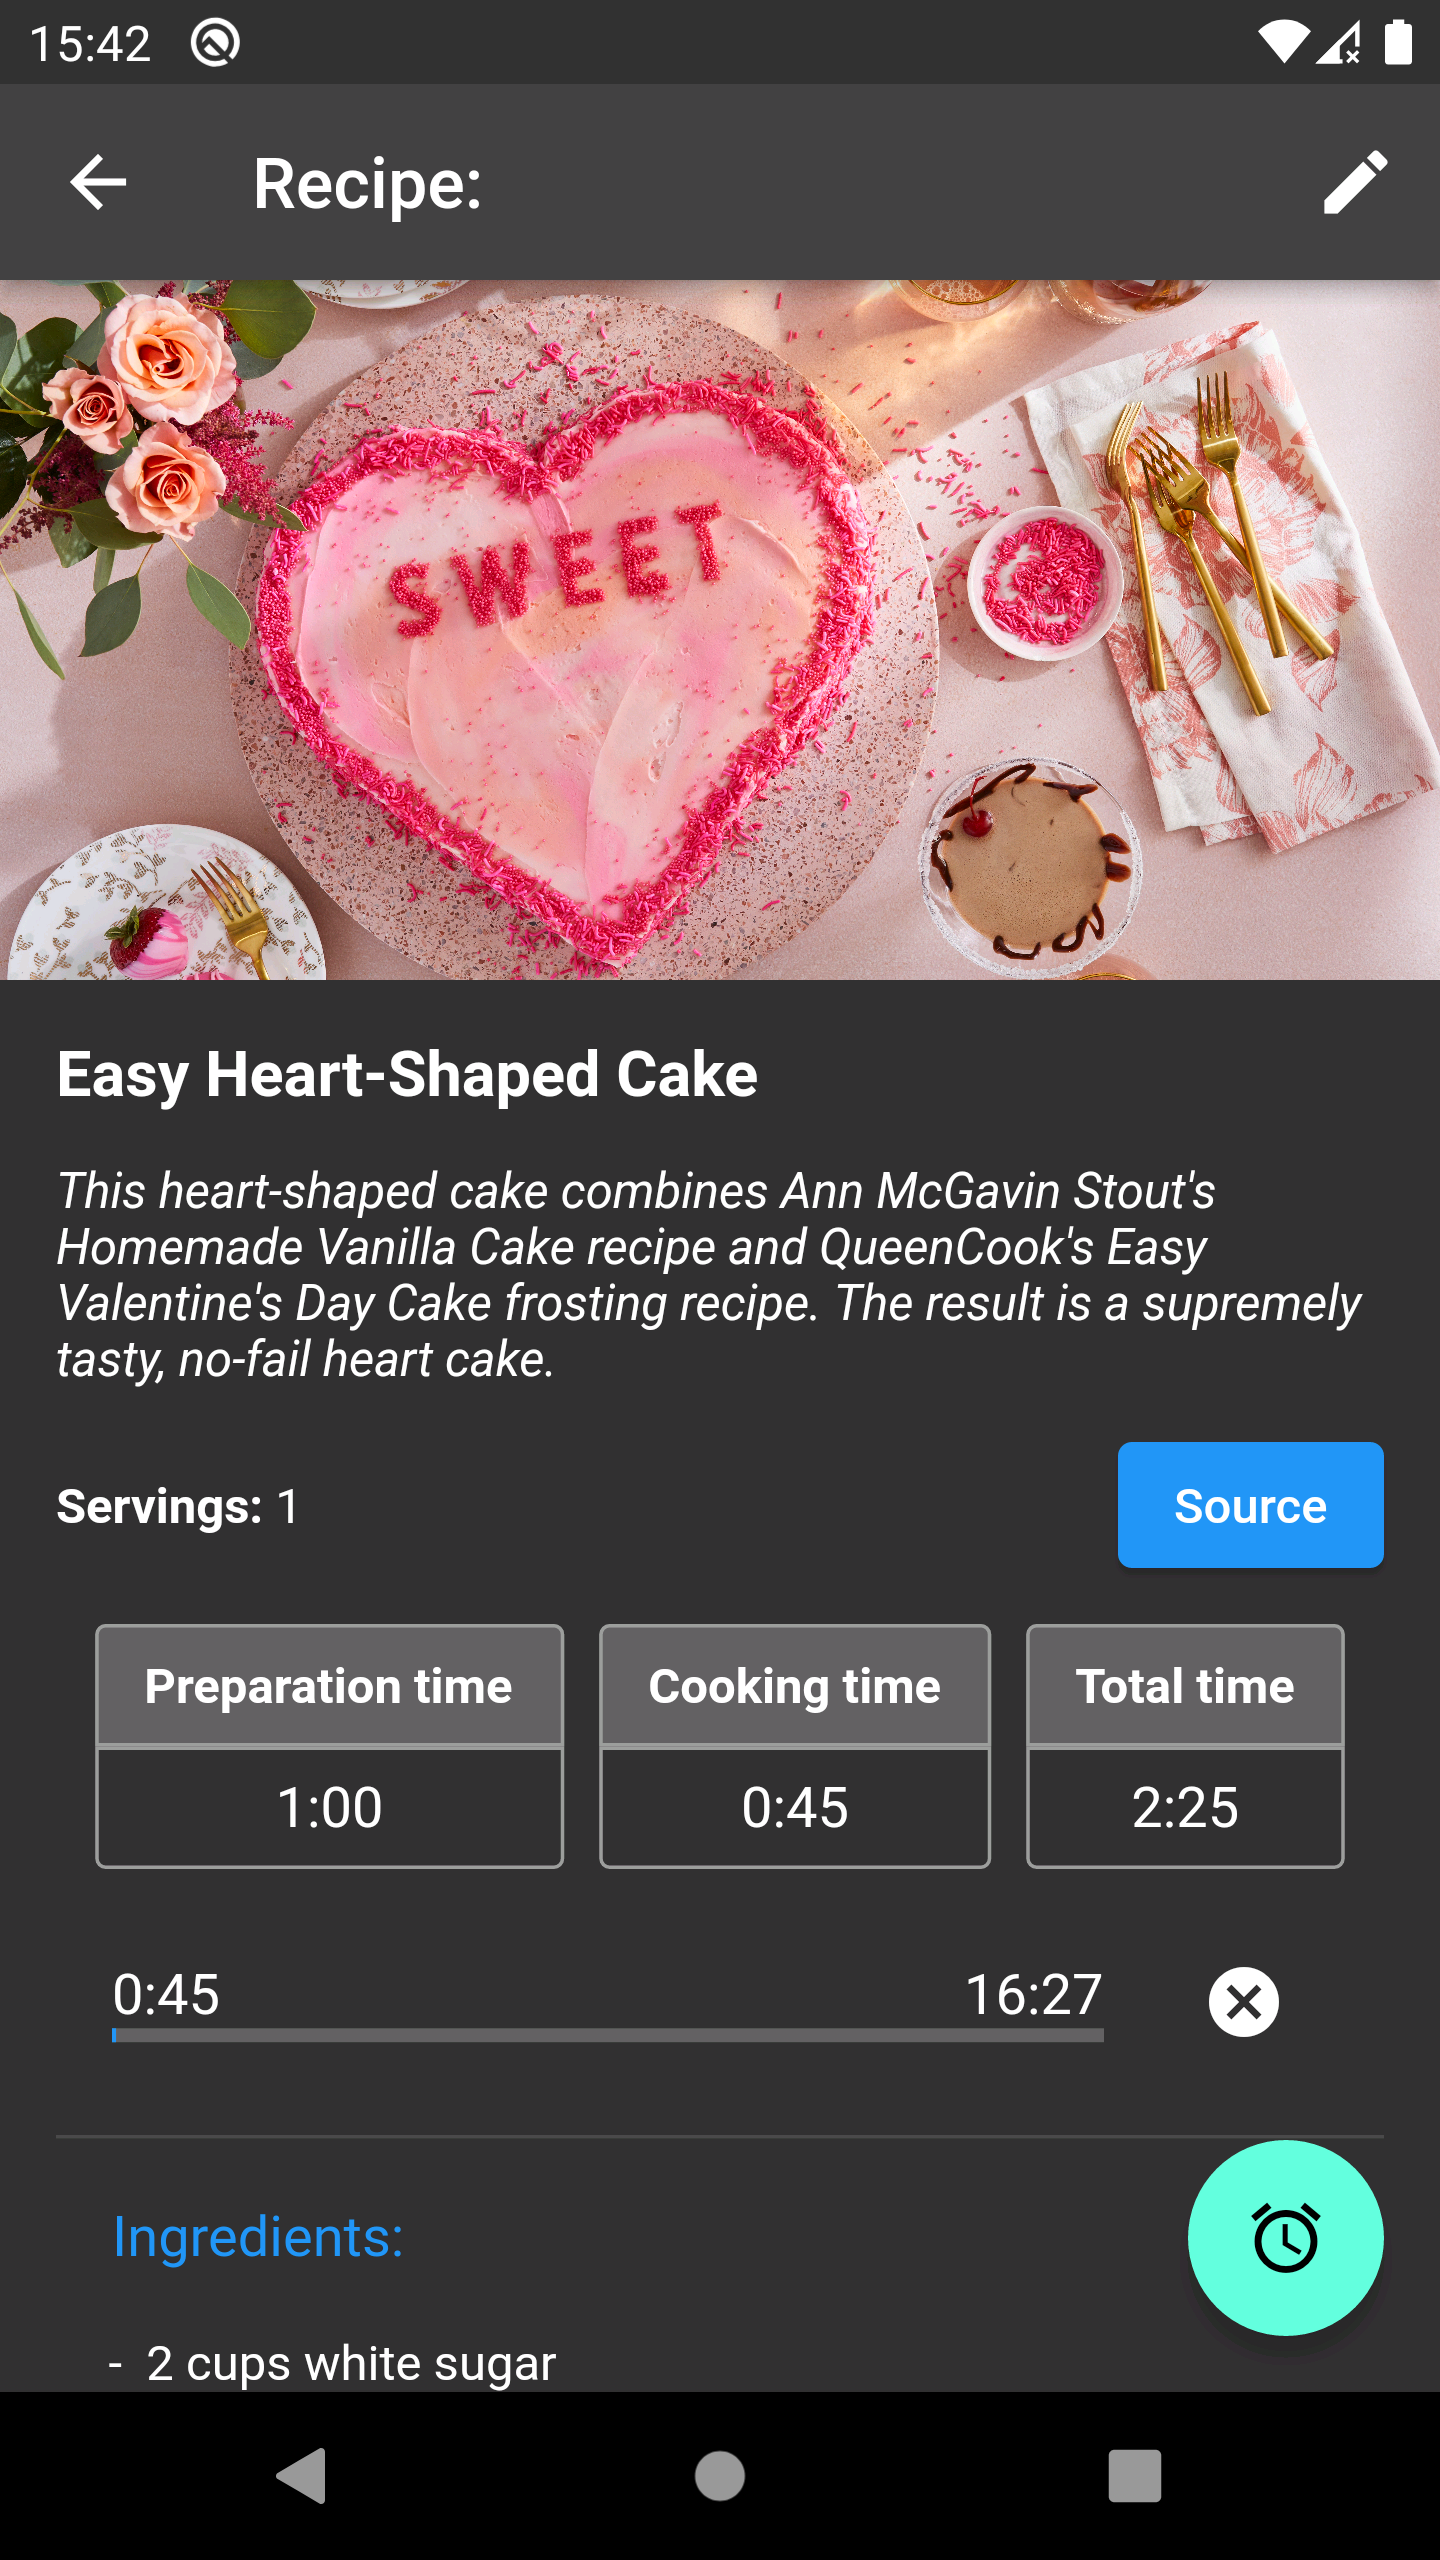 15:42
Recipe:
SWEET
Easy Heart-Shaped Cake
This heart-shaped cake combines Ann McGavin Stout's
Homemade Vanilla Cake recipe and QueenCook's Easy
Valentine's Day Cake frosting recipe. The result is a supremely
tasty, no-fail heart cake.
Servings: 1
Source
Preparation time
Cooking time
Total time
1:00
0:45
2:25
0:45
16:27
Ingredients:
- 2 cups white sugar